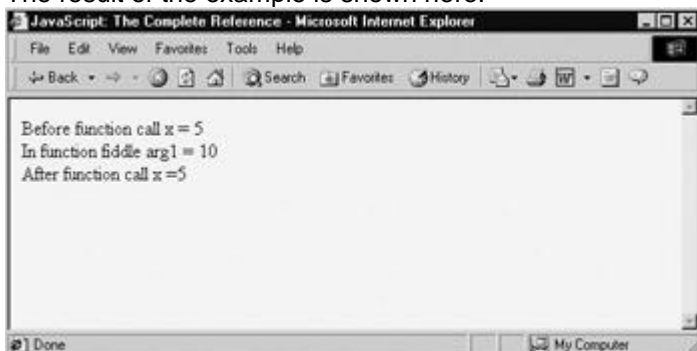 The result of the example is shown here:
JavaScript: The Complete Reference - Microsoft Internet Explorer
File Edit View Favorites Tools Help
Back Search Favorites History
Before function call x = 5
In function fiddle arg1 = 10
After function call x =5
Done My Computer